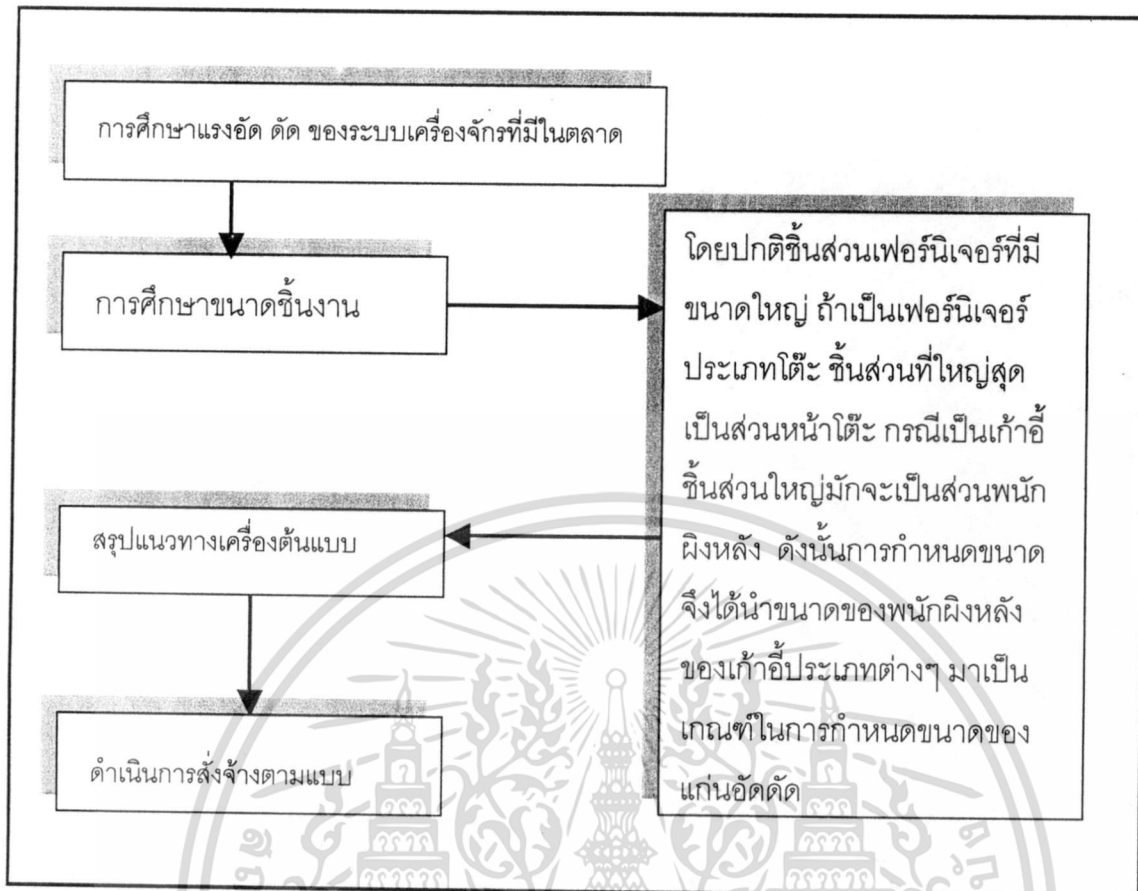 การศึกษาแรงอัด ดัด ของระบบเครื่องจักรที่มีในตลาด
การศึกษาขนาดชิ้นงาน
โดยปกติชิ้นส่วนเฟอร์นิเจอร์ที่มี
ขนาดใหญ่ ถ้าเป็นเฟอร์นิเจอร์
ประเภทโต๊ะ ชิ้นส่วนที่ใหญ่สุด
เป็นส่วนหน้าโต๊ะ กรณีเป็นเก้าอี้
ชิ้นส่วนใหญ่มักจะเป็นส่วนพนัก
ผิงหลัง ดังนั้นการกำหนดขนาด
จึงได้นำขนาดของพนักผิงหลัง
ของเก้าอี้ประเภทต่างๆ มาเป็น
เกณฑ์ในการกำหนดขนาดของ
แก่นอัดดัด
สรุปแนวทางเครื่องต้นแบบ
ดำเนินการสั่งจ้างตามแบบ